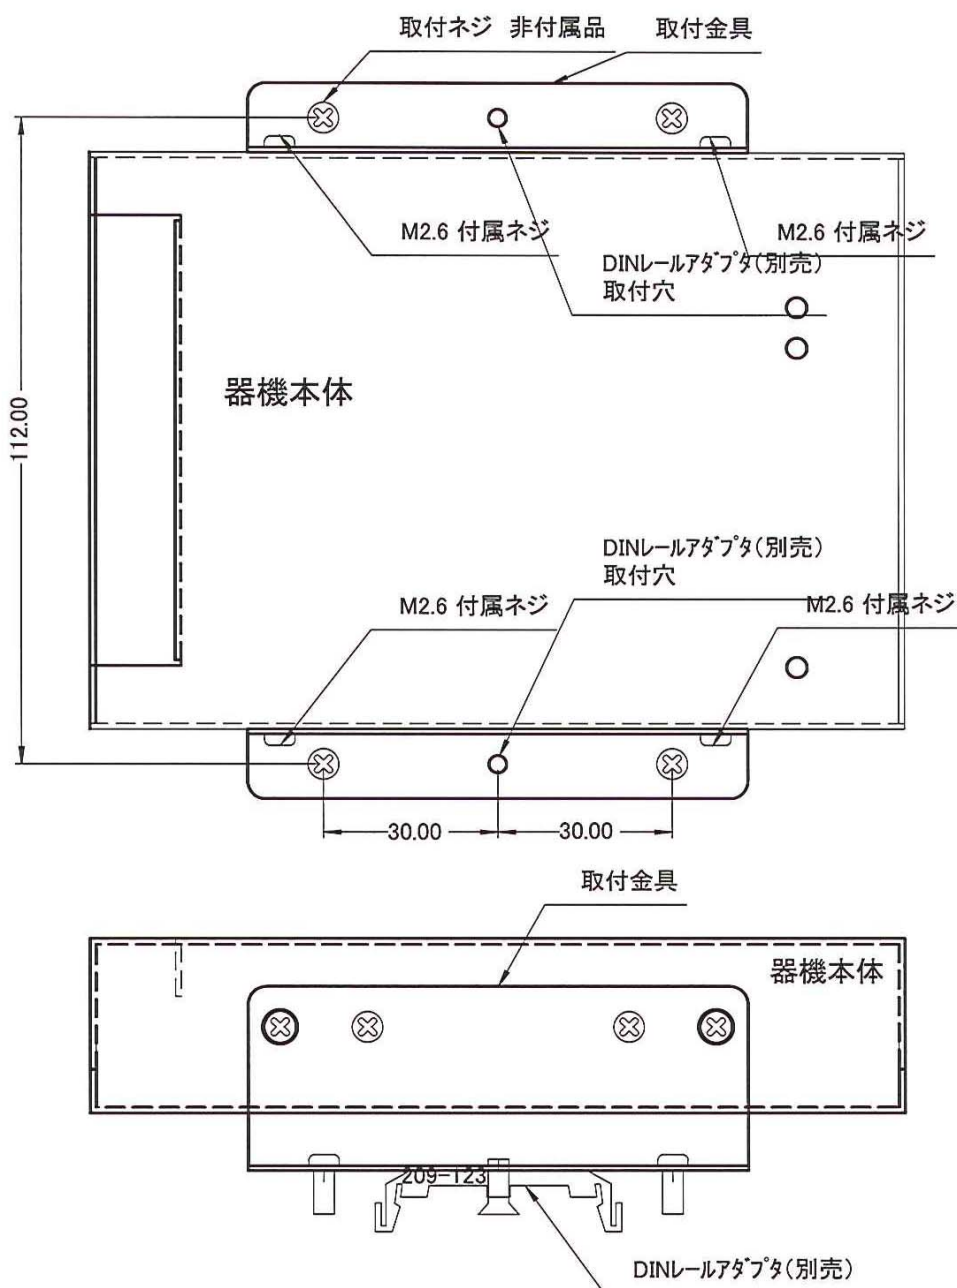 取付ネジ 非付属品
取付金具
M2.6 付属ネジ
M2.6 付属ネジ
DINレールアダプタ(別売)
取付穴
器機本体
112.00
DINレールアダプタ(別売)
取付穴
M2.6 付属ネジ
M2.6 付属ネジ
30.00
30.00
取付金具
器機本体
209-123
DINレールアダプタ(別売)